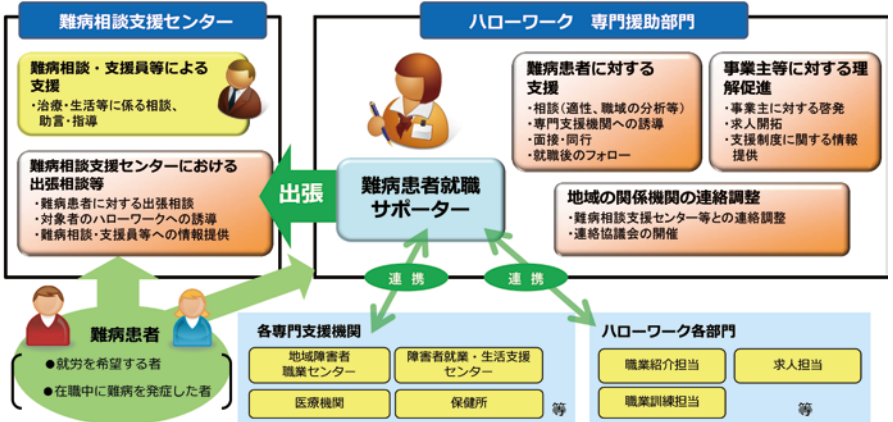 難病相談支援センター
難病相談・支援員等による
支援
・治療・生活等に係る相談、
助言・指導
難病相談支援センターにおける
出張相談等
・難病患者に対する出張相談
・対象者のハローワークへの誘導
・難病相談・支援員等への情報提供
ハローワーク 専門援助部門
出張
難病患者就職
サポーター
難病患者に対する
支援
・相談(適性、職域の分析等)
・専門支援機関への誘導
・面接・同行
・就職後のフォロー
事業主等に対する理
解促進
・事業主に対する啓発
・求人開拓
・支援制度に関する情報
提供
地域の関係機関の連絡調整
・難病相談支援センター等との連絡調整
・連絡協議会の開催
連携
連携
難病患者
●就労を希望する者
●在職中に難病を発症した者
各専門支援機関
地域障害者
職業センター
障害者就業・生活支援
センター
医療機関
保健所
等
ハローワーク各部門
職業紹介担当
求人担当
職業訓練担当
等